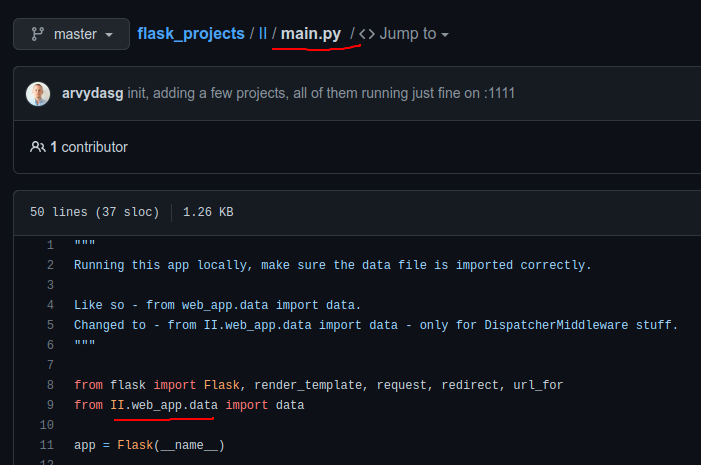 master flask_projects / II / main.py / <> Jump to
arvydasg init, adding a few projects, all of them running just fine on :1111
1 contributor
50 lines (37 sloc) 1.26 KB
1 """
2 Running this app locally, make sure the data file is imported correctly.
3
4 Like so - from web_app.data import data.
5 Changed to - from II.web_app.data import data - only for DispatcherMiddleware stuff.
6 """
7
8 from flask import Flask, render_template, request, redirect, url_for
9 from II.web_app.data import data
10
11 app = Flask(__name__)
12